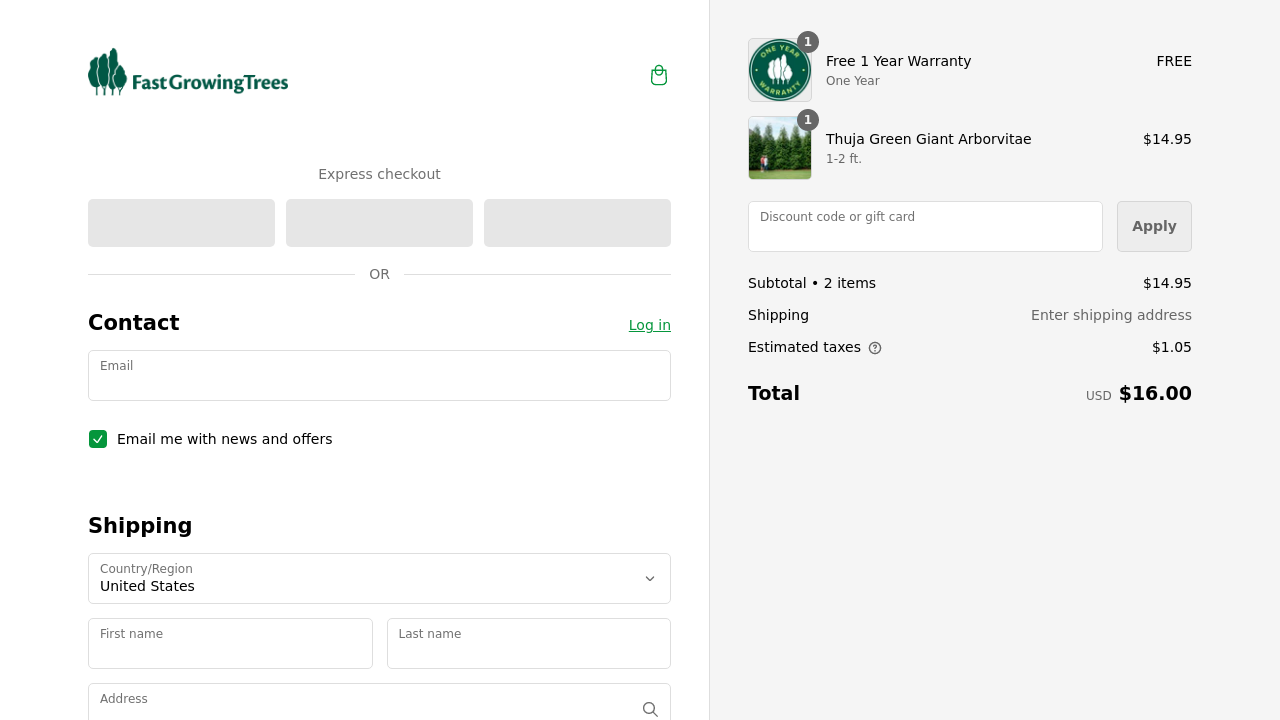 FastGrowingTrees
Express checkout
OR
Contact
Log in
Email
Email me with news and offers
Shipping
Country/Region
United States
First name
Last name
Address
ONE YEAR
WARRANTY
1
Free 1 Year Warranty
One Year
FREE
1
Thuja Green Giant Arborvitae
1-2 ft.
$14.95
Discount code or gift card
Apply
Subtotal • 2 items
$14.95
Shipping
Enter shipping address
Estimated taxes
$1.05
Total
USD $16.00